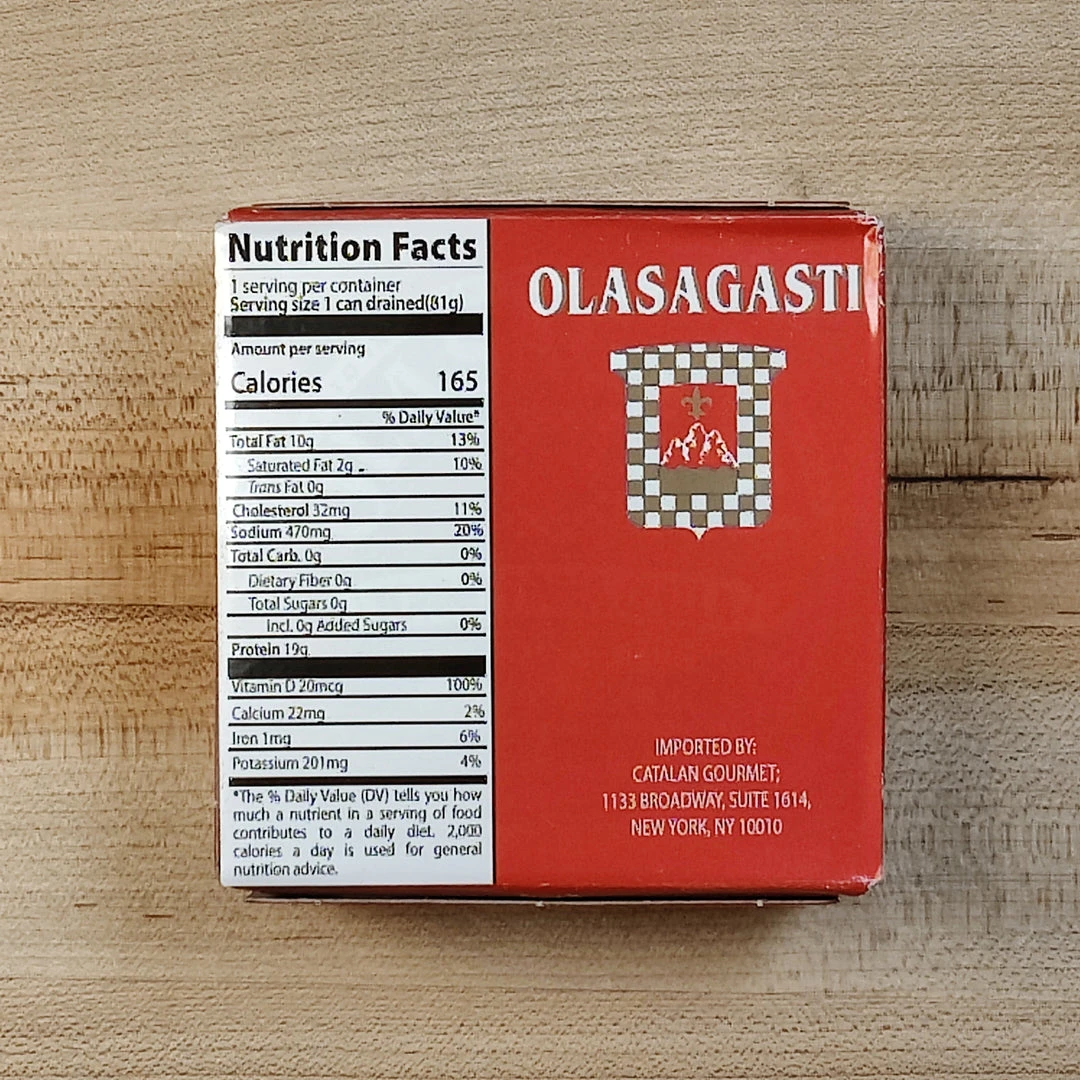 Nutrition Facts
1 serving per container
Serving size 1 can drained(81g)
Amount per serving
Calories 165
% Daily Value*
Total Fat 10g 13%
Saturated Fat 2g 10%
Trans Fat 0g
Cholesterol 32mg 11%
Sodium 470mg 20%
Total Carb. 0g 0%
Dietary Fiber 0g 0%
Total Sugars 0g
Incl. 0g Added Sugars 0%
Protein 19g
Vitamin D 20mcg 100%
Calcium 22mg 2%
Iron 1mg 6%
Potassium 201mg 4%
*The % Daily Value (DV) tells you how
much a nutrient in a serving of food
contributes to a daily diet. 2,000
calories a day is used for general
nutrition advice.
OLASAGASTI
IMPORTED BY:
CATALAN GOURMET;
1133 BROADWAY, SUITE 1614,
NEW YORK, NY 10010